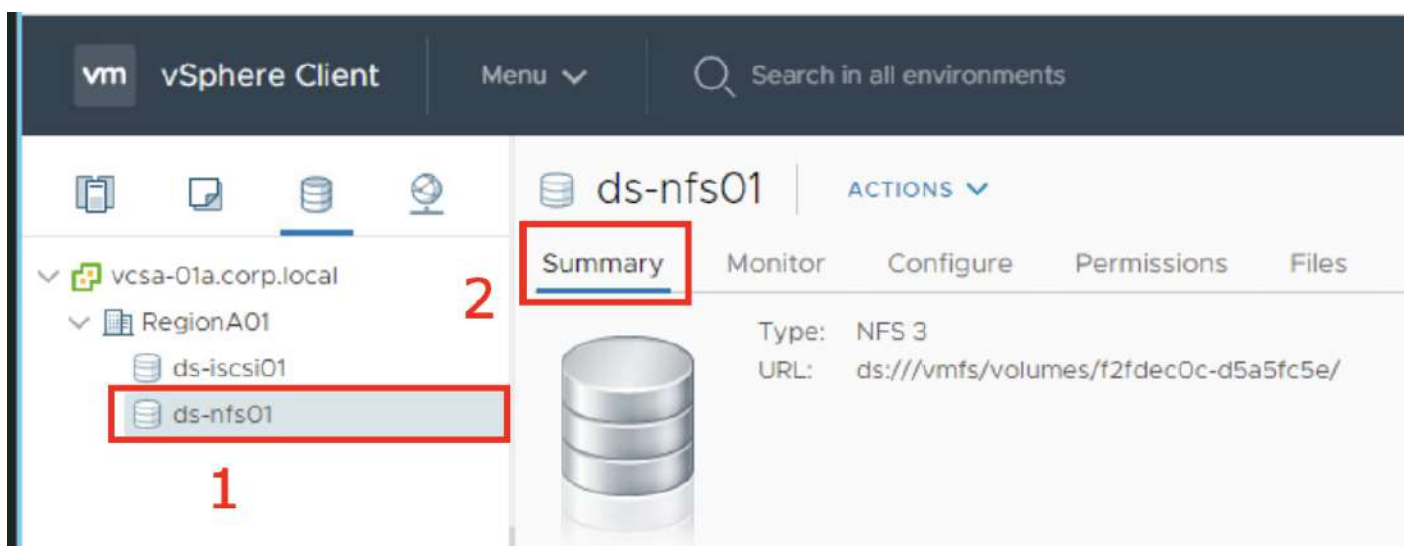 vm vSphere Client Menu Search in all environments
ds-nfs01 ACTIONS
Summary Monitor Configure Permissions Files
vcsa-01a.corp.local
RegionA01
ds-iscsi01
ds-nfs01
1
2
Type: NFS 3
URL: ds:///vmfs/volumes/f2fdec0c-d5a5fc5e/